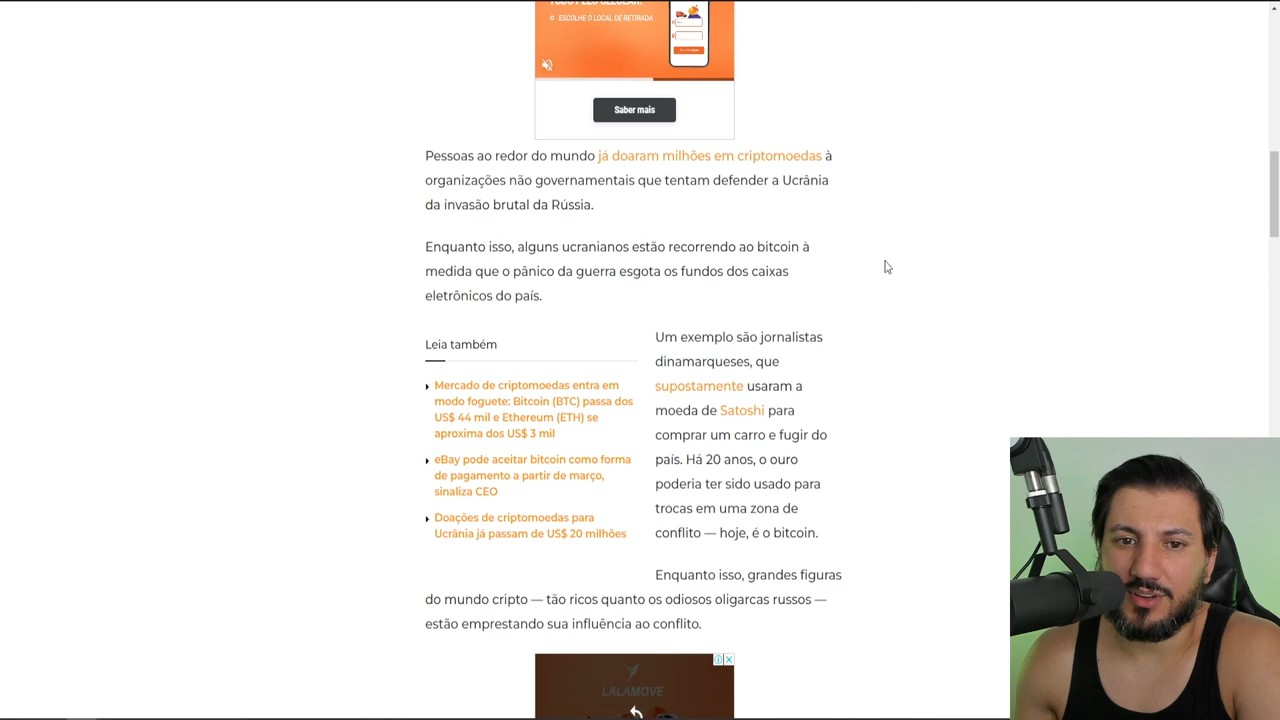 ESCOLHE O LOCAL DE RETIRADA
Saber mais
Pessoas ao redor do mundo já doaram milhões em criptomoedas à
organizações não governamentais que tentam defender a Ucrânia
da invasão brutal da Rússia.
Enquanto isso, alguns ucranianos estão recorrendo ao bitcoin à
medida que o pânico da guerra esgota os fundos dos caixas
eletrônicos do país.
Leia também
Mercado de criptomoedas entra em
modo foguete: Bitcoin (BTC) passa dos
US$ 44 mil e Ethereum (ETH) se
aproxima dos US$ 3 mil
eBay pode aceitar bitcoin como forma
de pagamento a partir de março,
sinaliza CEO
Doações de criptomoedas para
Ucrânia já passam de US$ 20 milhões
Um exemplo são jornalistas
dinamarqueses, que
supostamente usaram a
moeda de Satoshi para
comprar um carro e fugir do
país. Há 20 anos, o ouro
poderia ter sido usado para
trocas em uma zona de
conflito — hoje, é o bitcoin.
Enquanto isso, grandes figuras
do mundo cripto — tão ricos quanto os odiosos oligarcas russos —
estão emprestando sua influência ao conflito.
LALAMOVE